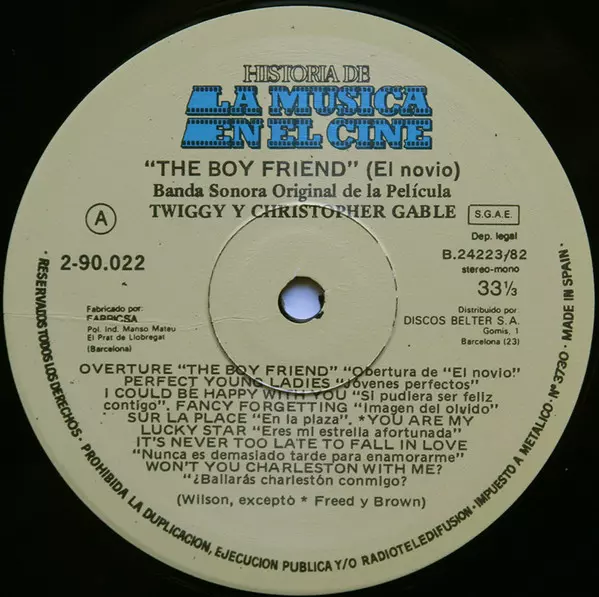 HISTORIA DE
LA MUSICA
EN EL CINE
"THE BOY FRIEND" (El novio)
Banda Sonora Original de la Película
TWIGGY Y CHRISTOPHER GABLE
S.G.A.E.
A
Dep. legal
2-90.022
B.24223/82
stereo-mono
33⅓
Fabricado por:
FABRICSA
Pol. Ind. Manso Mateu
El Prat de Llobregat
(Barcelona)
Distribuido por:
DISCOS BELTER S.A.
Gomis, 1
Barcelona (23)
OVERTURE "THE BOY FRIEND" "Obertura de "El novio"
PERFECT YOUNG LADIES "Jóvenes perfectos"
I COULD BE HAPPY WITH YOU "Si pudiera ser feliz
contigo". FANCY FORGETTING "Imagen del olvido"
SUR LA PLACE "En la plaza". *YOU ARE MY
LUCKY STAR "Eres mi estrella afortunada"
IT'S NEVER TOO LATE TO FALL IN LOVE
"Nunca es demasiado tarde para enamorarme"
WON'T YOU CHARLESTON WITH ME?
"¿Bailarás charlestón conmigo?
(Wilson, excepto * Freed y Brown)
· RESERVADOS TODOS LOS DERECHOS · PROHIBIDA LA DUPLICACION, EJECUCION PUBLICA Y/O RADIOTELEDIFUSION · IMPUESTO A METALICO · Nº 3730 · MADE IN SPAIN ·